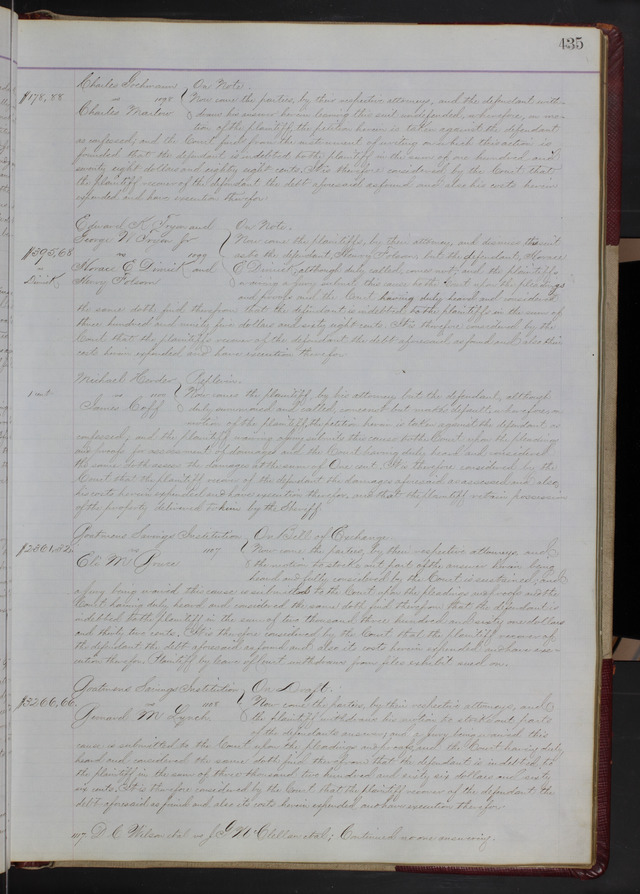 435
Charles Lochmann } On Note.
$178,88 vs 1098 Now come the parties, by their respective attorneys, and the defendant with-
Charles Marlow draws his answer herein leaving this suit undefended, wherefore, on mo-
tion of the plaintiff, the petition herein is taken against the defendant
as confessed; and the Court finds from the instrument of writing on which this action is
founded that the defendant is indebted to the plaintiff in the sum of one hundred and
seventy eight dollars and eighty eight cents. It is therefore considered by the Court that
the plaintiff recover of the defendant the debt aforesaid as found and also his costs herein
expended and have execution therefor
Edward K. Tryon and } On Note.
George W. Tryon Jr Now come the plaintiffs, by their attorney, and dismiss this suit
$395,68 vs 1099 as to the defendant, Henry Folsom, but the defendant, Horace
Horace E Dimick and E Dimick, although duly called, comes not; and the plaintiffs
Dimick Henry Folsom waiving a jury submit this cause to the Court upon the pleadings
and proofs and the Court having duly heard and considered
the same doth find therefrom that the defendant is indebted to the plaintiffs in the sum of
three hundred and ninety five dollars and sixty eight cents. It is therefore considered by the
Court that the plaintiffs recover of the defendant the debt aforesaid as found and also their
costs herein expended and have execution therefor
Michael } Replevin.
1 cent vs Now comes the plaintiff, by his attorney but the defendant, although
James Goff duly summoned and called, comes not but makes default; wherefore on
motion of the plaintiff, the petition herein is taken against the defendant as
confessed; and the plaintiff waiving a jury submits this cause to the Court upon the pleadings
and proofs for assessment of damages and the Court having duly heard and considered
the same doth assess the damages at the sum of One cent. It is therefore considered by the
Court that the plaintiff recover of the defendant the damages aforesaid as assessed and also
his costs herein expended and have execution therefor and that the plaintiff retain possession
of the property delivered to him by the Sheriff
Boatmens Savings Institution } On Bill of Exchange
$2361.32 vs 1107 Now come the parties, by their respective attorneys, and
Pierce the motion to strike out part of the answer herein being
heard and fully considered by the Court is sustained; and
a jury being waived this cause is submitted to the Court upon the pleadings and proofs and the
Court having duly heard and considered the same doth find therefrom that the defendant is
indebted to the plaintiff in the sum of two thousand three hundred and sixty one dollars
and thirty two cents. It is therefore considered by the Court that the plaintiff recover of
the defendant the debt aforesaid as found and also its costs herein expended and have exe-
cution therefor. Plaintiff by leave of Court withdraws from files exhibit sued on.
Boatmens Savings Institution } On Draft.
$3266.66 vs 1108 Now come the parties, by their respective attorneys, and
Bernard M Lynch the plaintiff withdraws his motion to strike out parts
of the defendants answer; and a jury being waived this
cause is submitted to the Court upon the pleadings and proofs and the Court having duly
heard and considered the same doth find therefrom that the defendant is indebted to
the plaintiff in the sum of three thousand two hundred and sixty six dollars and sixty
six cents. It is therefore considered by the Court that the plaintiff recover of the defendant the
debt aforesaid as found and also its costs herein expended and have execution therefor
1117 D. C. Wilson et al vs J. G. McClellan et al; Continued as one answering.